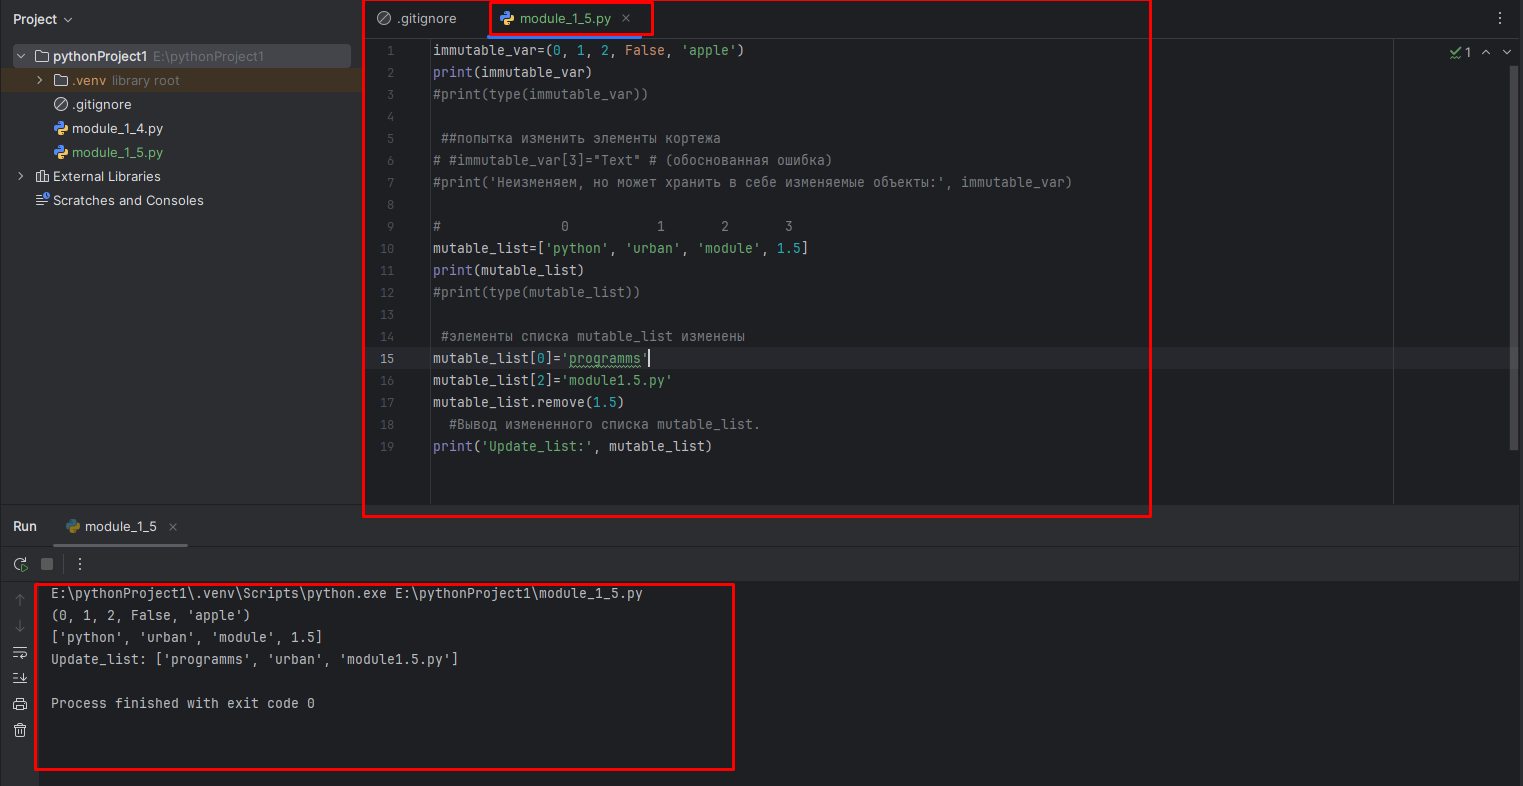 Project
pythonProject1 E:\pythonProject1
.venv library root
.gitignore
module_1_4.py
module_1_5.py
External Libraries
Scratches and Consoles
.gitignore
module_1_5.py
1
1 immutable_var=(0, 1, 2, False, 'apple')
2 print(immutable_var)
3 #print(type(immutable_var))
4
5 ##попытка изменить элементы кортежа
6 # #immutable_var[3]="Text" # (обоснованная ошибка)
7 #print('Неизменяем, но может хранить в себе изменяемые объекты:', immutable_var)
8
9 # 0 1 2 3
10 mutable_list=['python', 'urban', 'module', 1.5]
11 print(mutable_list)
12 #print(type(mutable_list))
13
14 #элементы списка mutable_list изменены
15 mutable_list[0]='programms'
16 mutable_list[2]='module1.5.py'
17 mutable_list.remove(1.5)
18 #Вывод измененного списка mutable_list.
19 print('Update_list:', mutable_list)
Run
module_1_5
E:\pythonProject1\.venv\Scripts\python.exe E:\pythonProject1\module_1_5.py
(0, 1, 2, False, 'apple')
['python', 'urban', 'module', 1.5]
Update_list: ['programms', 'urban', 'module1.5.py']
Process finished with exit code 0